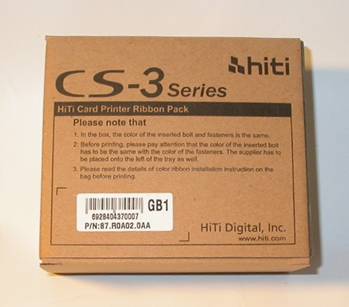 hiti
CS-3 Series
HiTi Card Printer Ribbon Pack
Please note that
1. In the box, the color of the inserted bolt and fasteners is the same.
2. Before printing, please pay attention that the color of the inserted bolt
has to be the same with the color of the fasteners. The supplier has to
be placed onto the left of the tray as well.
3. Please read the details of color ribbon installation instruction on the
bag before printing.
GB1
6928404370007
P/N:87.R0A02.0AA
HiTi Digital, Inc.
www.hiti.com